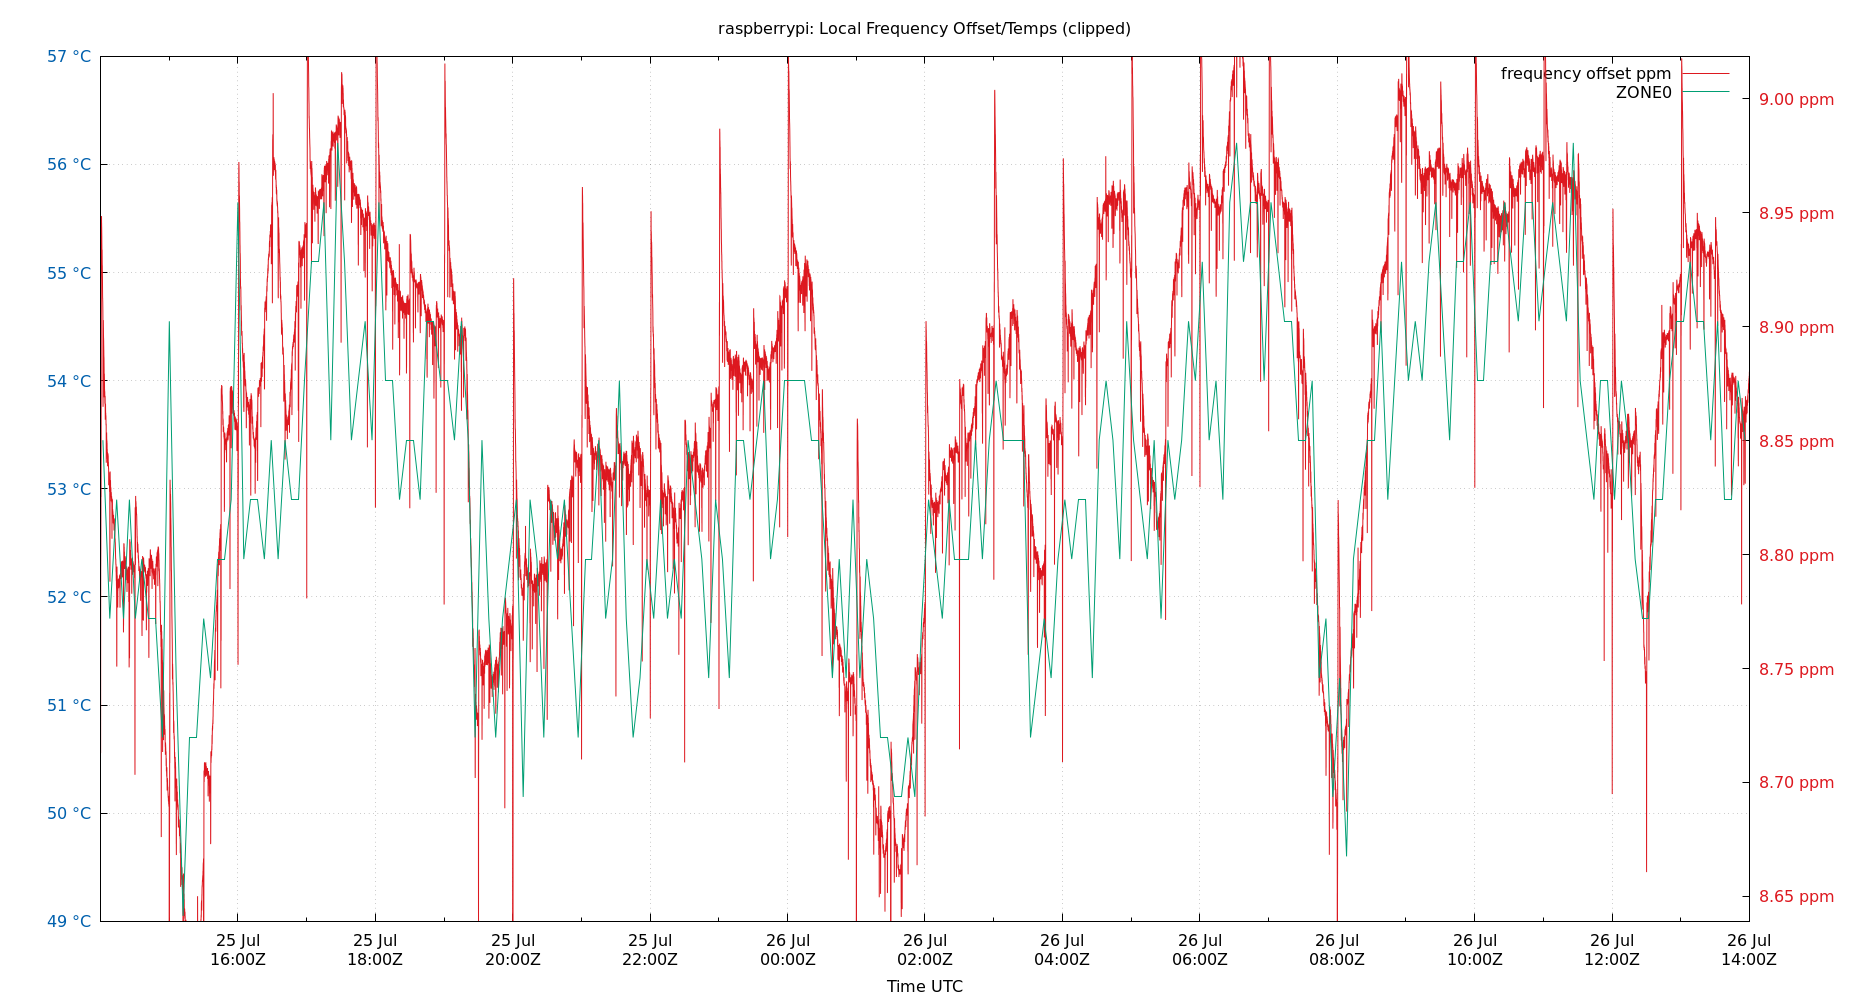 raspberrypi: Local Frequency Offset/Temps (clipped)
57 °C
56 °C
55 °C
54 °C
53 °C
52 °C
51 °C
50 °C
49 °C
frequency offset ppm
ZONE0
9.00 ppm
8.95 ppm
8.90 ppm
8.85 ppm
8.80 ppm
8.75 ppm
8.70 ppm
8.65 ppm
25 Jul 25 Jul 25 Jul 25 Jul 26 Jul 26 Jul 26 Jul 26 Jul 26 Jul 26 Jul 26 Jul 26 Jul
16:00Z 18:00Z 20:00Z 22:00Z 00:00Z 02:00Z 04:00Z 06:00Z 08:00Z 10:00Z 12:00Z 14:00Z
Time UTC